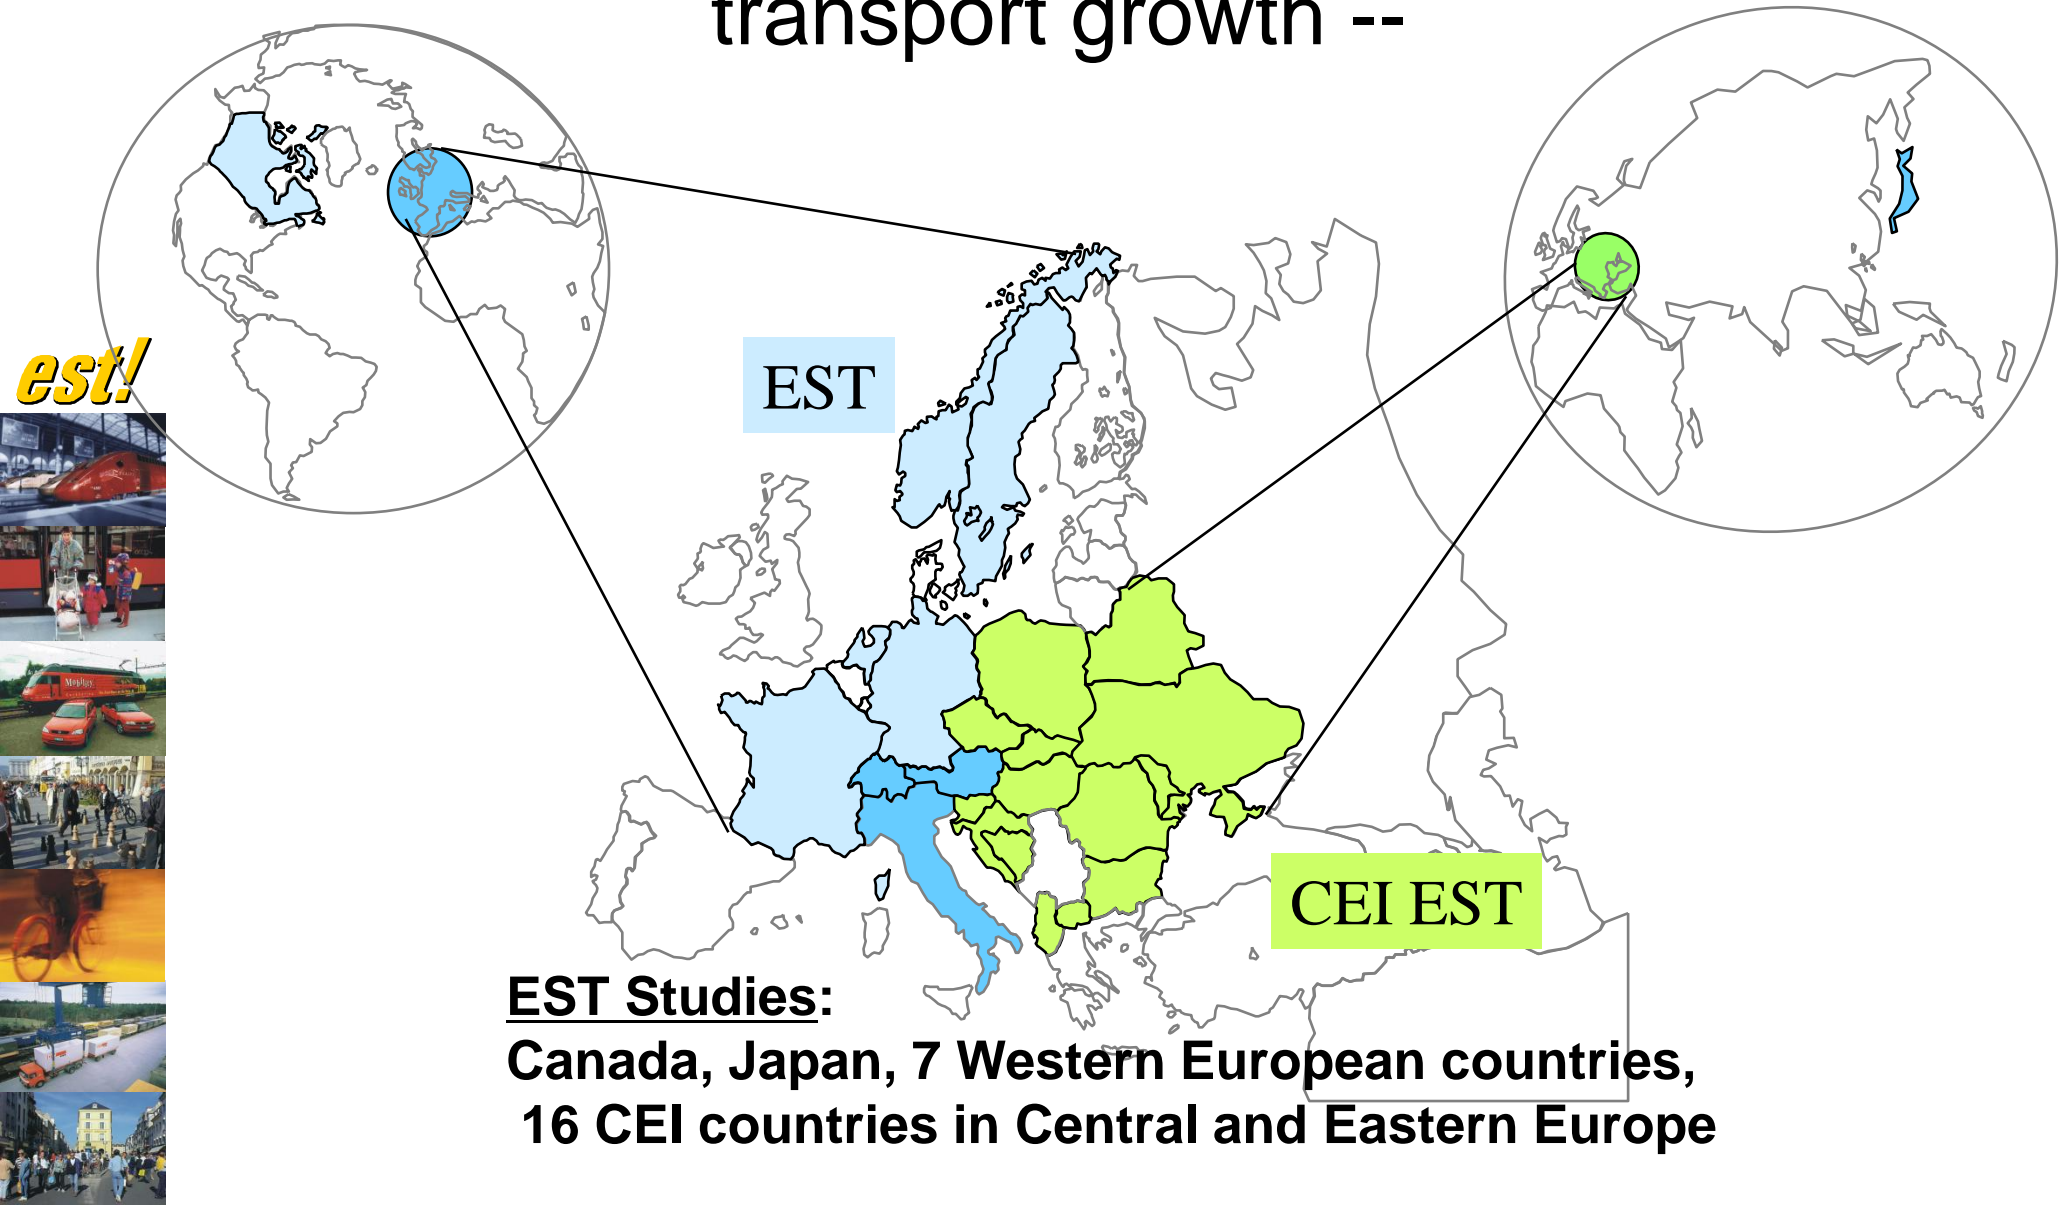 transport growth --
est!
EST
Mobility
CEI EST
EST Studies:
Canada, Japan, 7 Western European countries,
16 CEI countries in Central and Eastern Europe